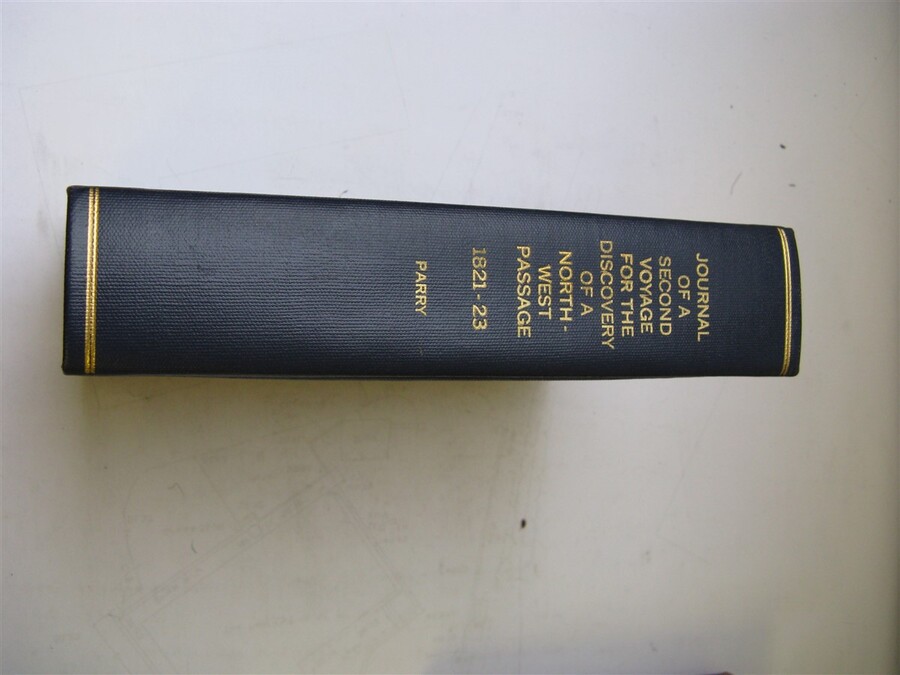 JOURNAL
OF A
SECOND
VOYAGE
FOR THE
DISCOVERY
OF A
NORTH-
WEST
PASSAGE
1821-23
PARRY